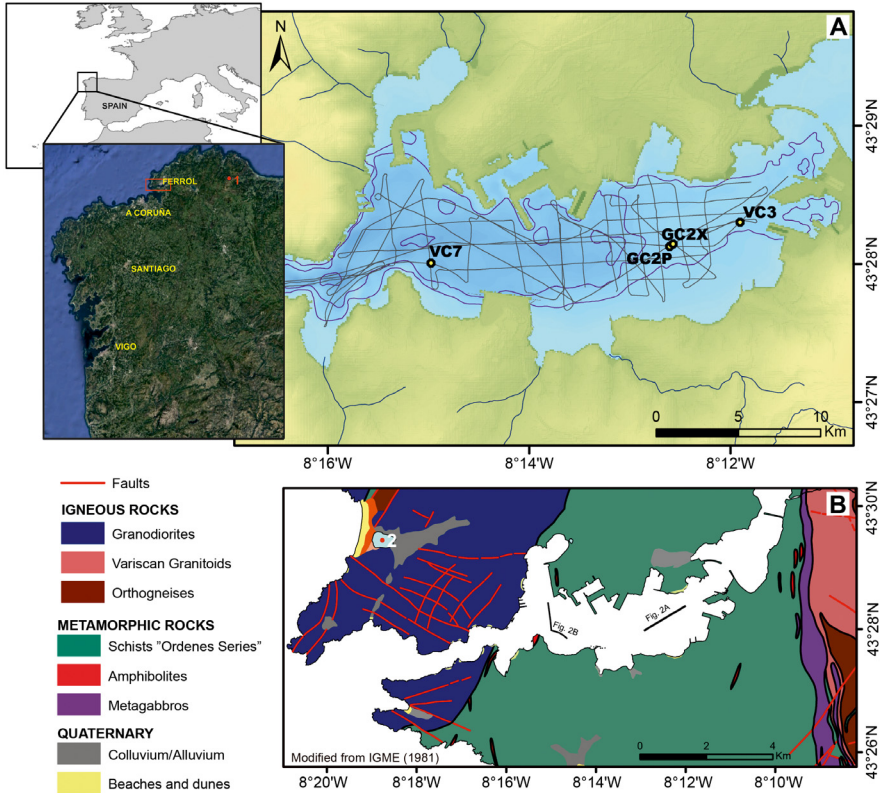 SPAIN
FERROL
1
A CORUÑA
SANTIAGO
VIGO
A
N
VC7
GC2P
GC2X
VC3
43°29'N
43°28'N
43°27'N
0 5 10
Km
8°16'W 8°14'W 8°12'W
Faults
IGNEOUS ROCKS
Granodiorites
Variscan Granitoids
Orthogneises
METAMORPHIC ROCKS
Schists "Ordenes Series"
Amphibolites
Metagabbros
QUATERNARY
Colluvium/Alluvium
Beaches and dunes
B
2
Fig. 2B
Fig. 2A
43°30'N
43°28'N
43°26'N
0 2 4
Km
Modified from IGME (1981)
8°20'W 8°18'W 8°16'W 8°14'W 8°12'W 8°10'W